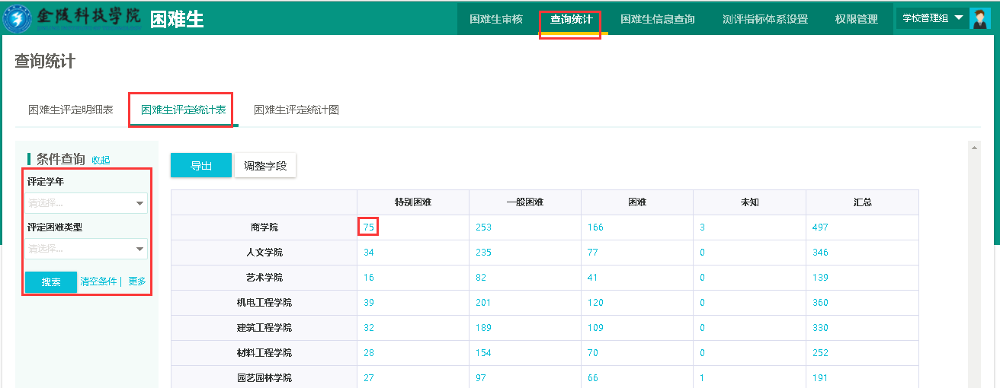 金陵科技学院 困难生 困难生审核 查询统计 困难生信息查询 测评指标体系设置 权限管理 学校管理组
查询统计
困难生评定明细表 困难生评定统计表 困难生评定统计图
条件查询 收起
评定学年
请选择...
评定困难类型
请选择...
搜索 清空条件 | 更多
导出 调整字段
特别困难 一般困难 困难 未知 汇总
商学院 75 253 166 3 497
人文学院 34 235 77 0 346
艺术学院 16 82 41 0 139
机电工程学院 39 201 120 0 360
建筑工程学院 32 189 109 0 330
材料工程学院 28 154 70 0 252
园艺园林学院 27 97 66 1 191